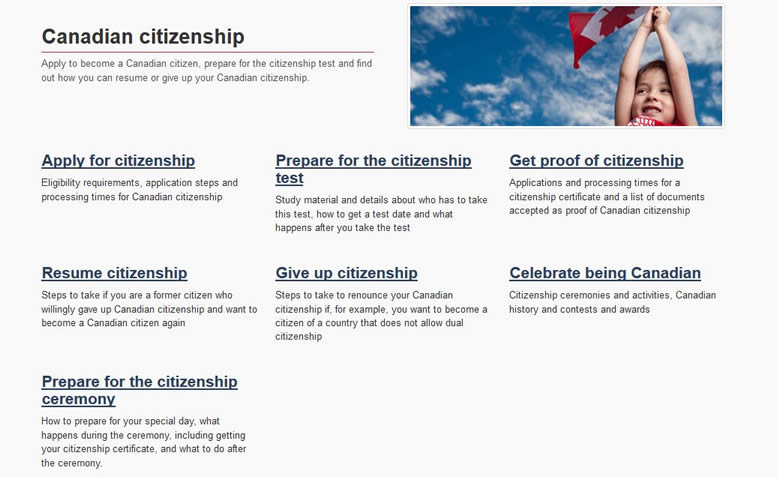 Canadian citizenship
Apply to become a Canadian citizen, prepare for the citizenship test and find
out how you can resume or give up your Canadian citizenship.
Apply for citizenship
Eligibility requirements, application steps and
processing times for Canadian citizenship
Prepare for the citizenship
test
Study material and details about who has to take
this test, how to get a test date and what
happens after you take the test
Get proof of citizenship
Applications and processing times for a
citizenship certificate and a list of documents
accepted as proof of Canadian citizenship
Resume citizenship
Steps to take if you are a former citizen who
willingly gave up Canadian citizenship and want to
become a Canadian citizen again
Give up citizenship
Steps to take to renounce your Canadian
citizenship if, for example, you want to become a
citizen of a country that does not allow dual
citizenship
Celebrate being Canadian
Citizenship ceremonies and activities, Canadian
history and contests and awards
Prepare for the citizenship
ceremony
How to prepare for your special day, what
happens during the ceremony, including getting
your citizenship certificate, and what to do after
the ceremony.